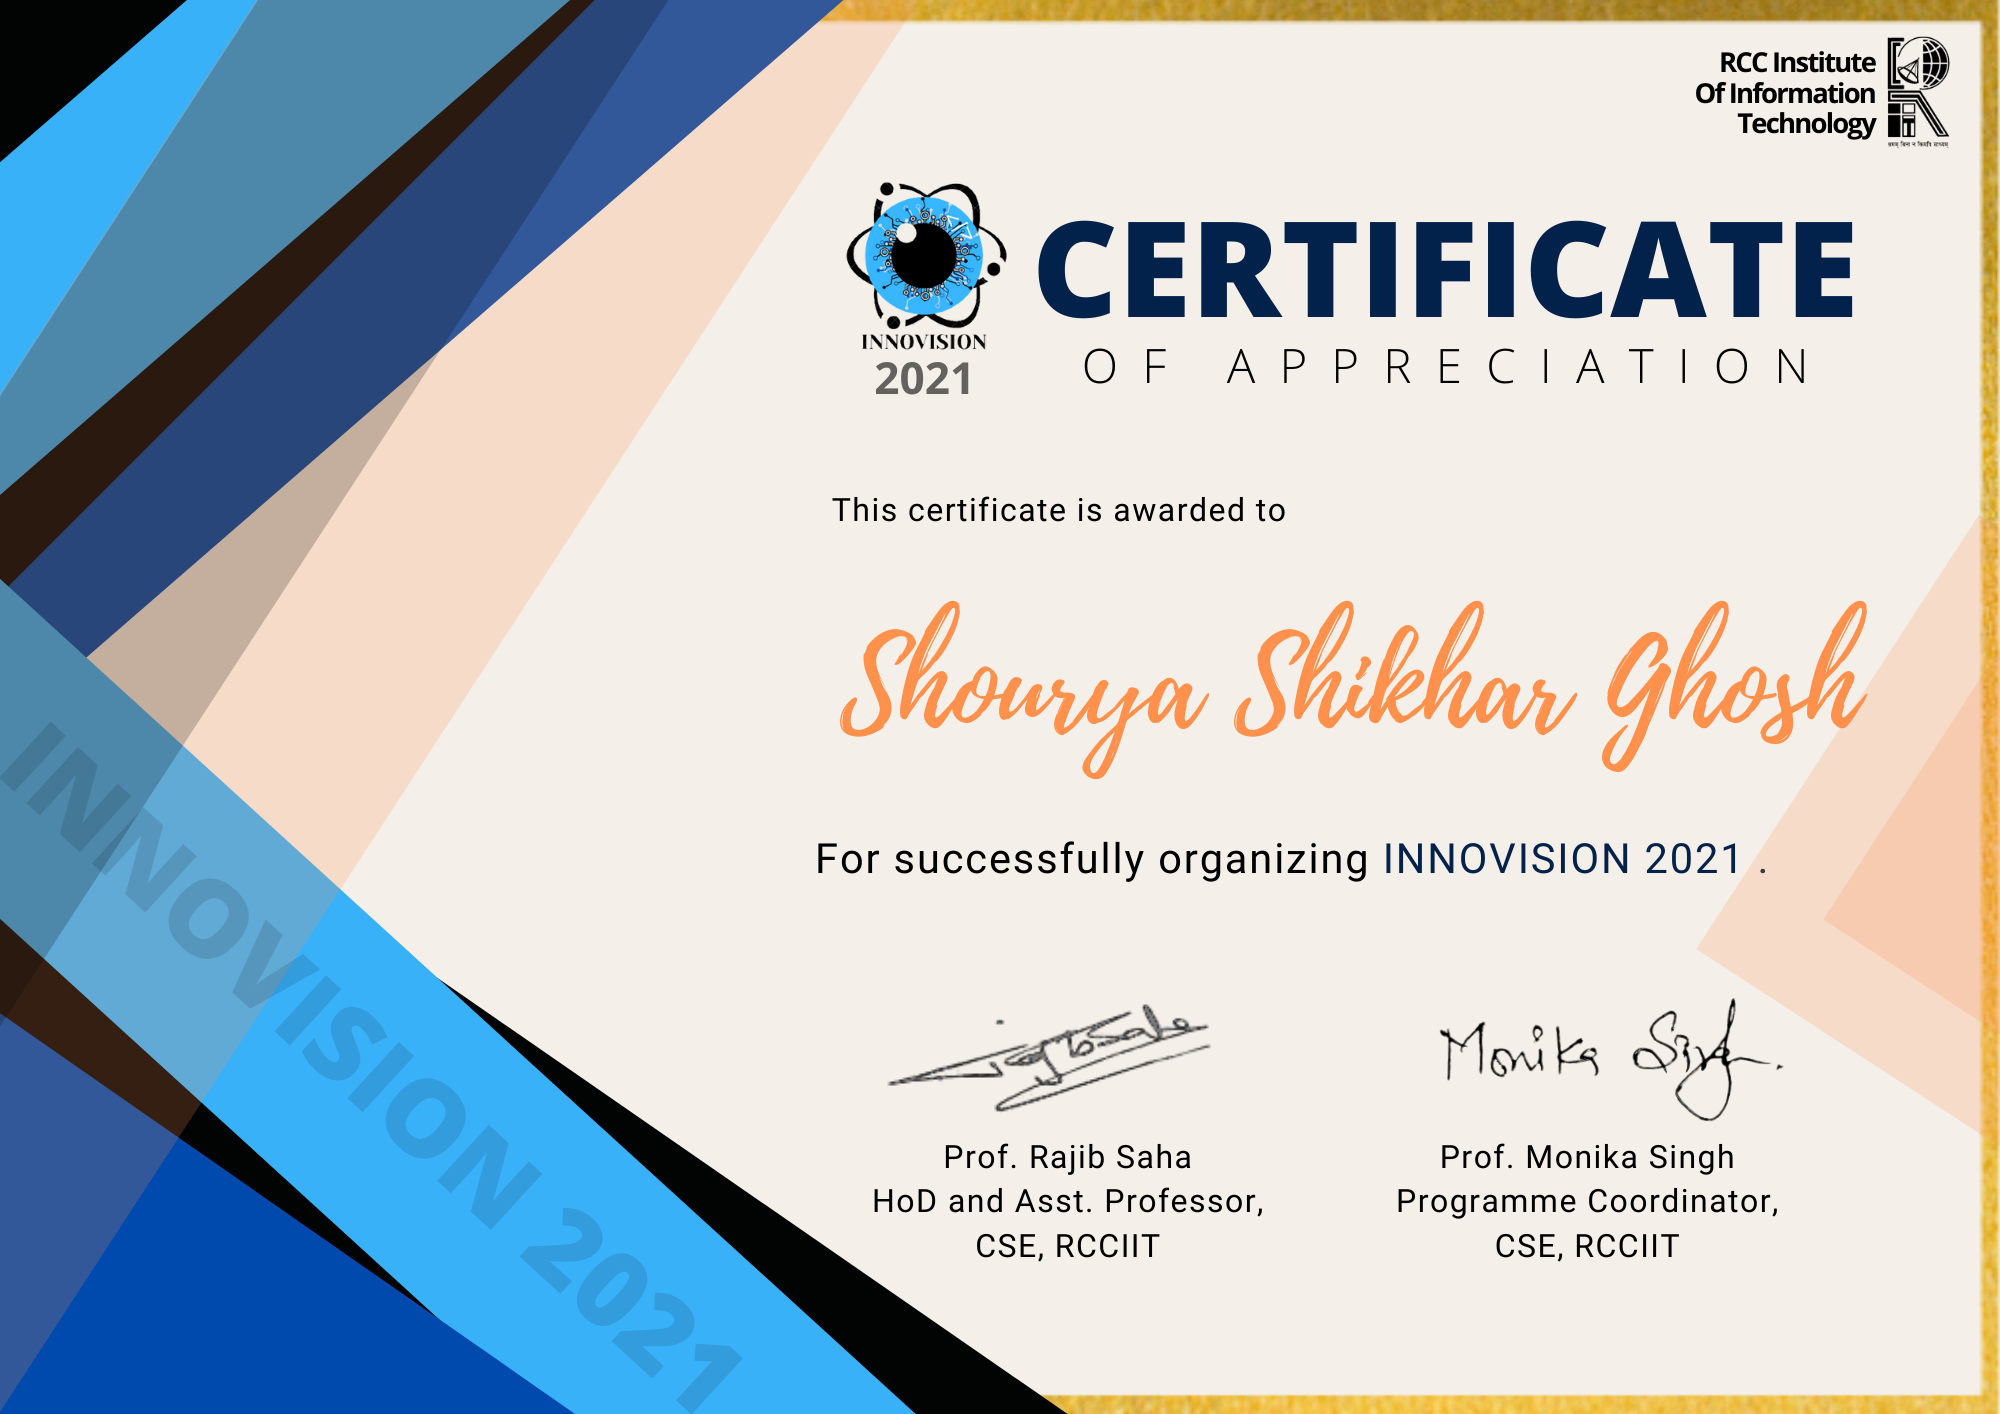 RCC Institute
Of Information
Technology
INNOVISION
2021
CERTIFICATE
OF APPRECIATION
This certificate is awarded to
Shourya Shikhar Ghosh
For successfully organizing INNOVISION 2021 .
INNOVISION 2021
Monika Singh.
Prof. Rajib Saha
HoD and Asst. Professor,
CSE, RCCIIT
Prof. Monika Singh
Programme Coordinator,
CSE, RCCIIT